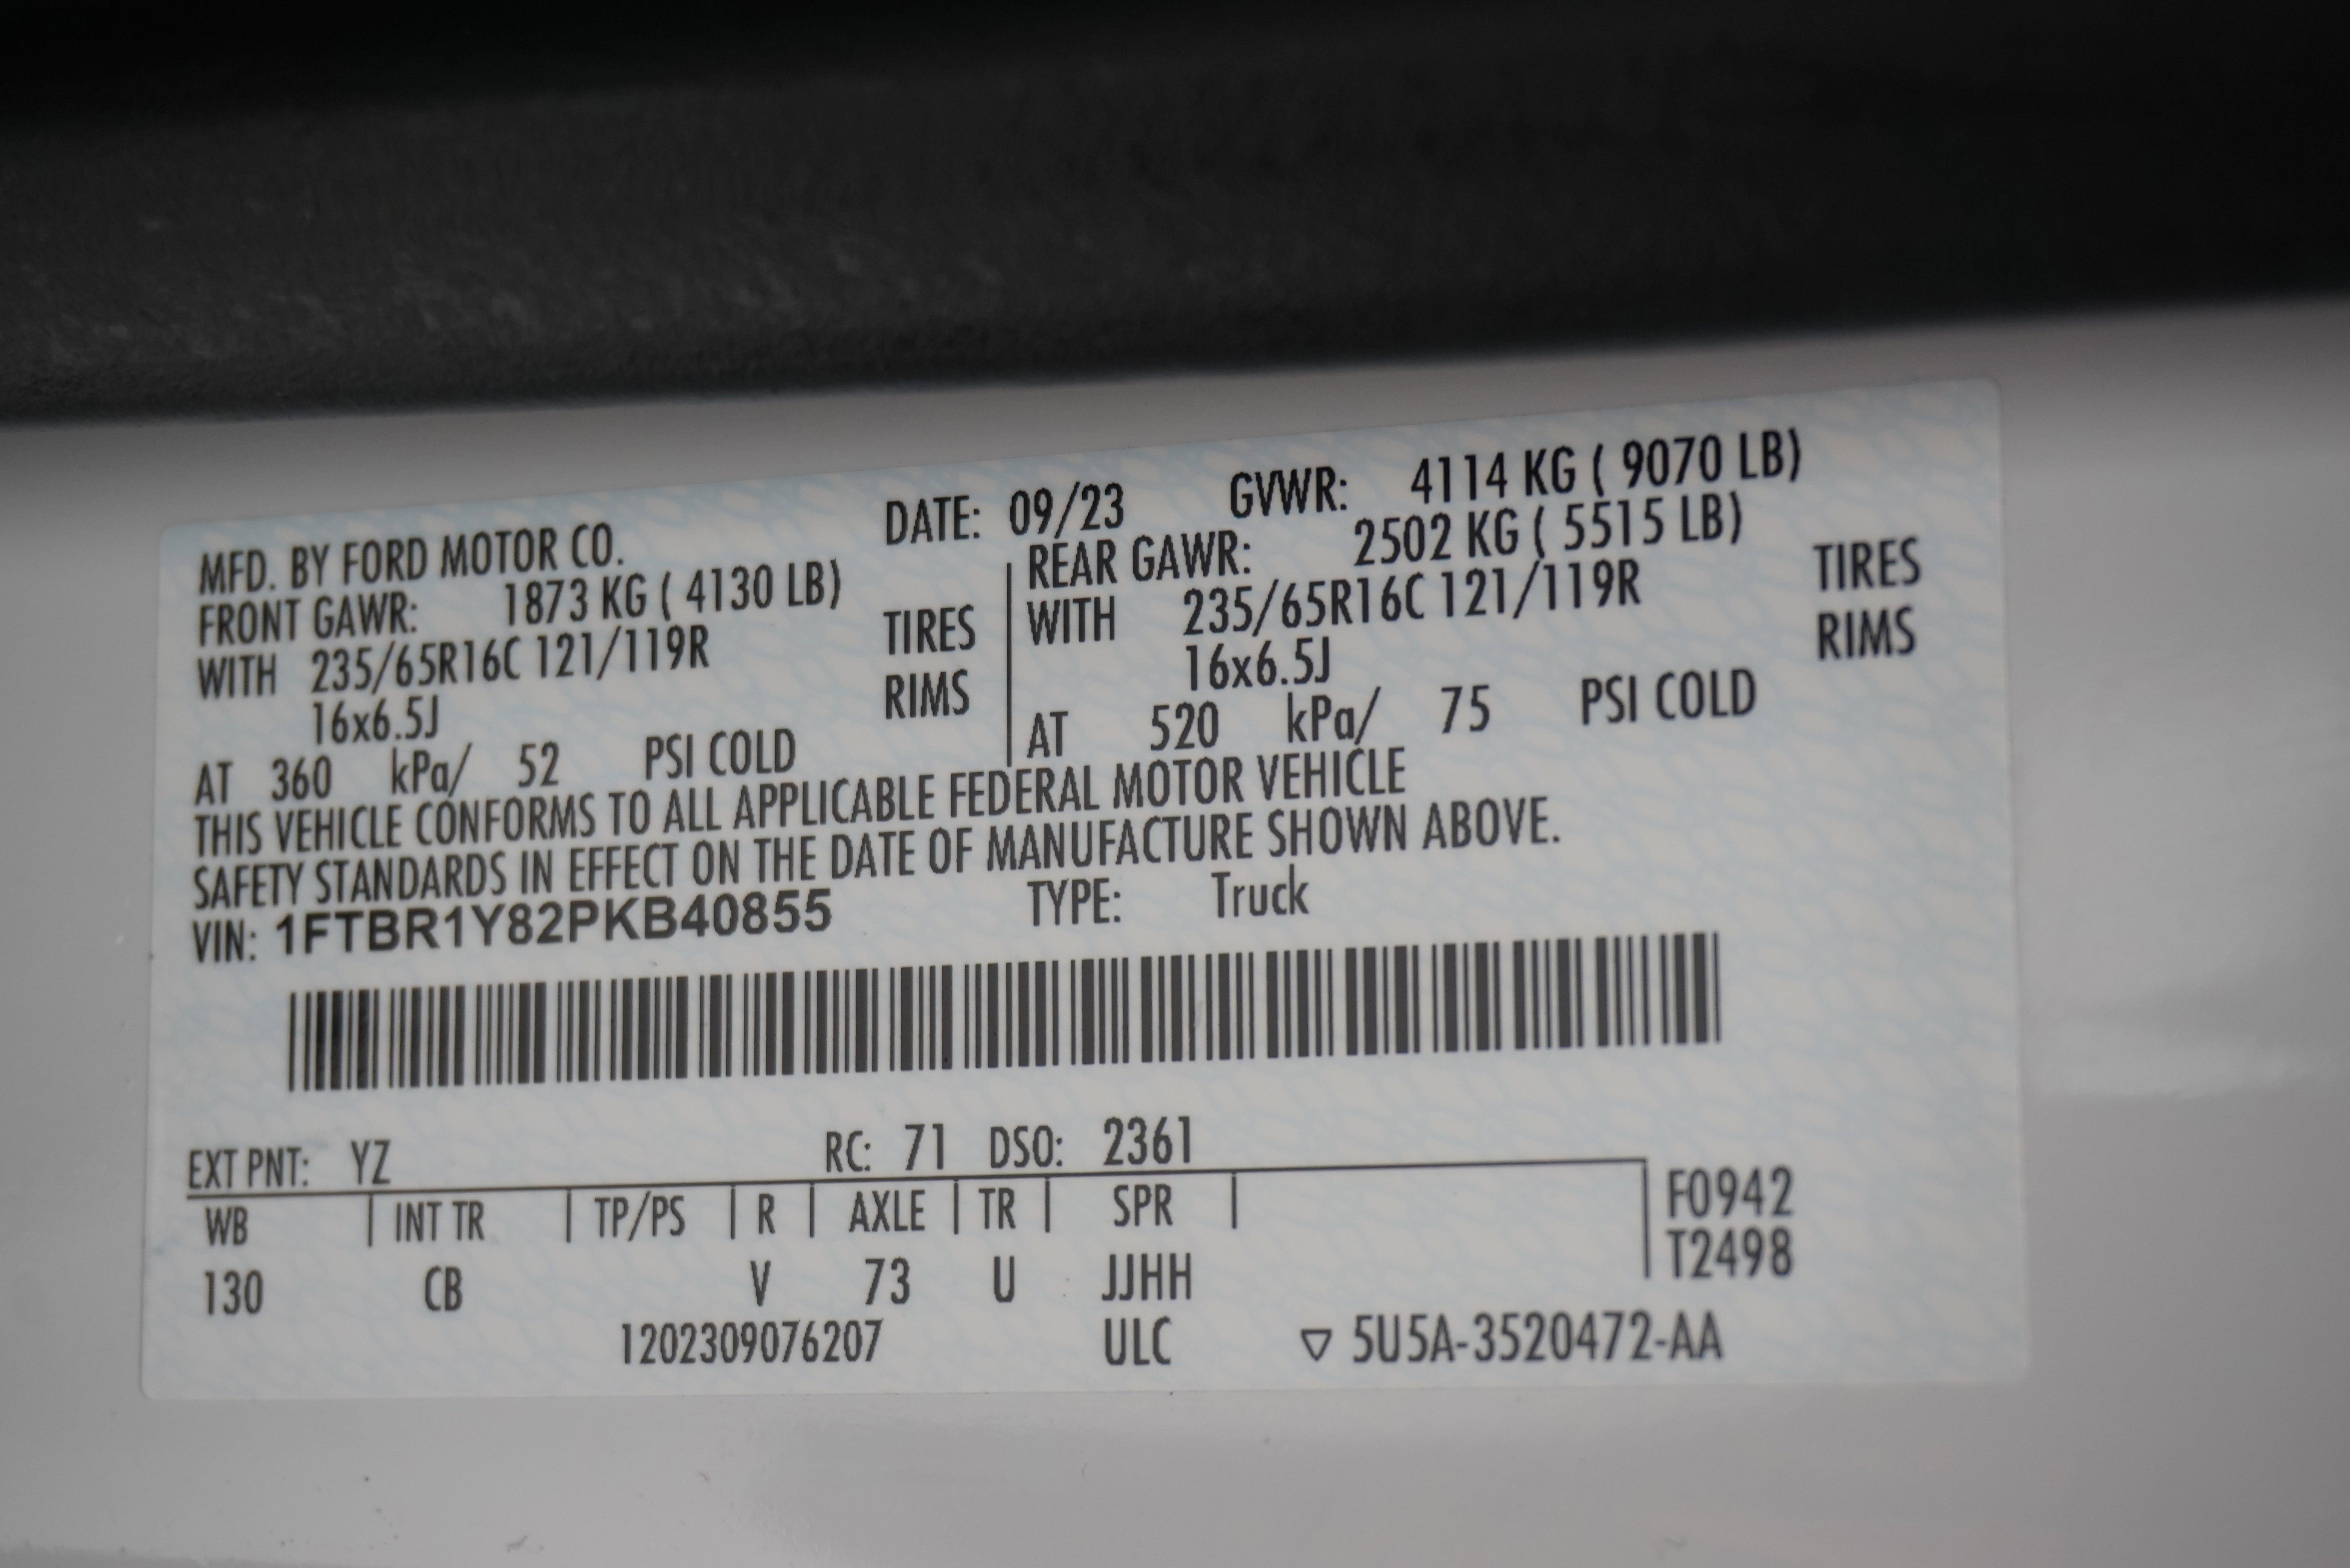 MFD. BY FORD MOTOR CO. DATE: 09/23 GVWR: 4114 KG ( 9070 LB)
FRONT GAWR: 1873 KG ( 4130 LB) REAR GAWR: 2502 KG ( 5515 LB)
WITH 235/65R16C 121/119R TIRES WITH 235/65R16C 121/119R TIRES
16x6.5J RIMS 16x6.5J RIMS
AT 360 kPa/ 52 PSI COLD AT 520 kPa/ 75 PSI COLD
THIS VEHICLE CONFORMS TO ALL APPLICABLE FEDERAL MOTOR VEHICLE
SAFETY STANDARDS IN EFFECT ON THE DATE OF MANUFACTURE SHOWN ABOVE.
VIN: 1FTBR1Y82PKB40855 TYPE: Truck
EXT PNT: YZ RC: 71 DSO: 2361
WB | INT TR | TP/PS | R | AXLE | TR | SPR | F0942
T2498
130 CB V 73 U JJHH
1202309076207 ULC ▽ 5U5A-3520472-AA